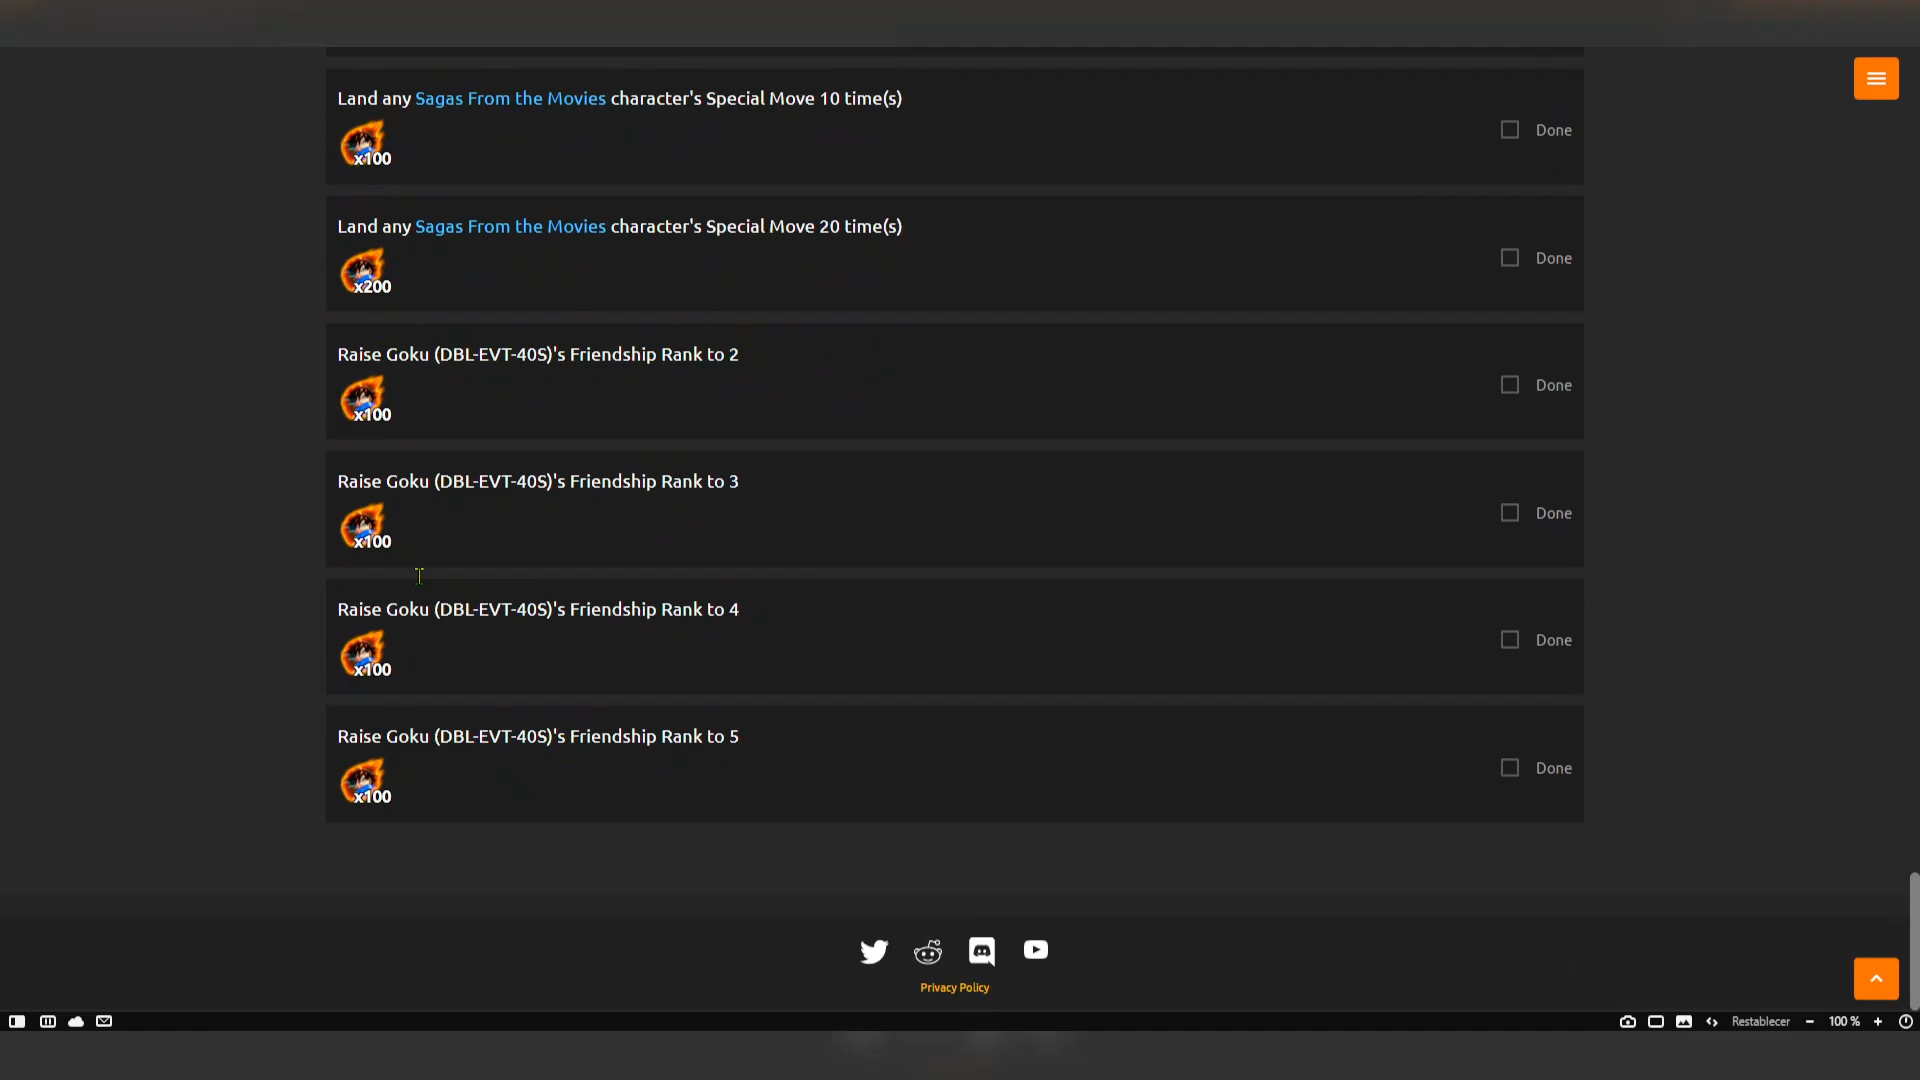 Land any Sagas From the Movies character's Special Move 10 time(s)
x100
Done
Land any Sagas From the Movies character's Special Move 20 time(s)
x200
Done
Raise Goku (DBL-EVT-40S)'s Friendship Rank to 2
x100
Done
Raise Goku (DBL-EVT-40S)'s Friendship Rank to 3
x100
Done
Raise Goku (DBL-EVT-40S)'s Friendship Rank to 4
x100
Done
Raise Goku (DBL-EVT-40S)'s Friendship Rank to 5
x100
Done
Privacy Policy
Restablecer
100 %